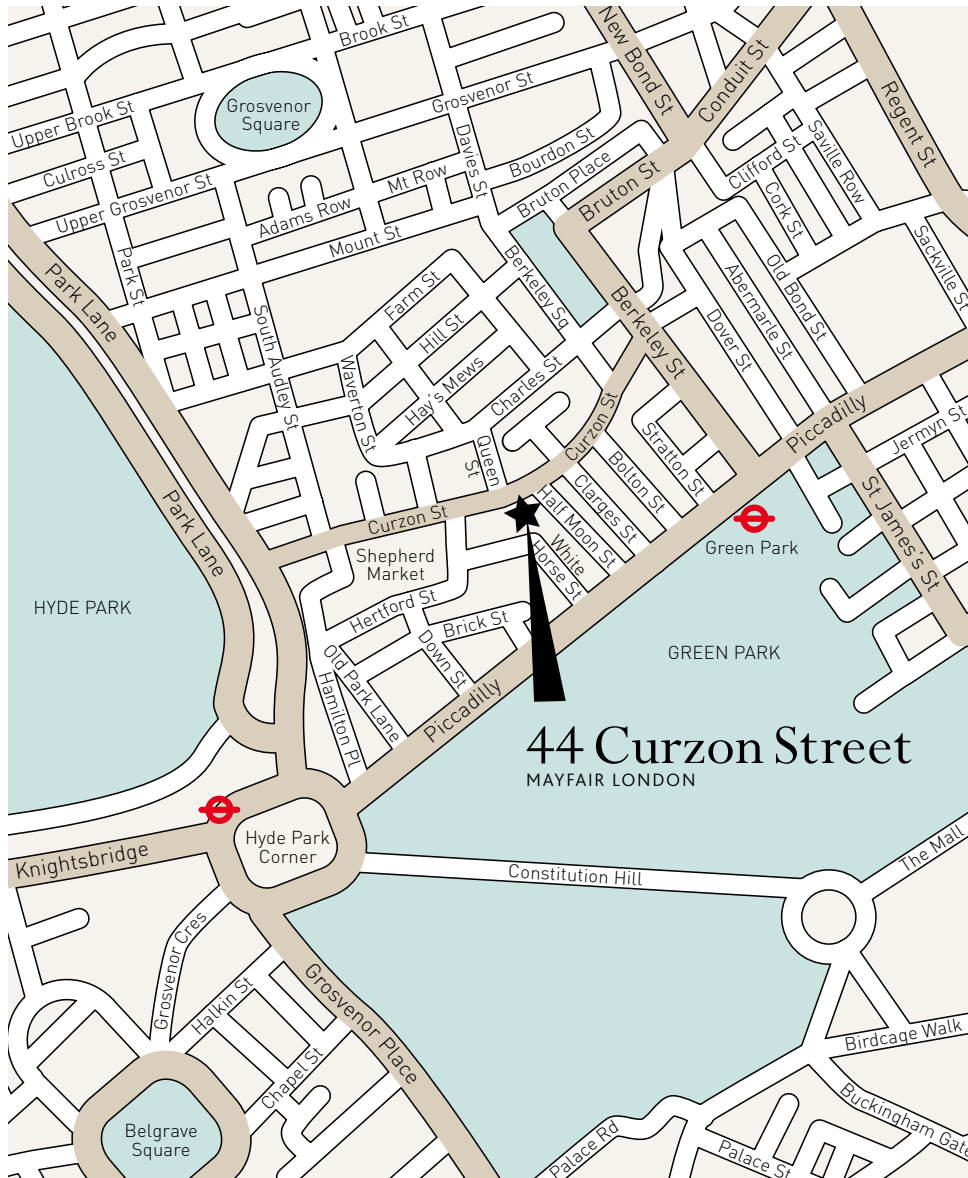 Brook St
New Bond St
Conduit St
Regent St
Grosvenor
Square
Grosvenor St
Upper Brook St
Culross St
Upper Grosvenor St
Davies St
Bourdon St
Bruton Place
Bruton St
Clifford St
Saville Row
Cork St
Mt Row
Adams Row
Mount St
Park St
Park Lane
Berkeley Sq
Sackville St
Old Bond St
Abermarle St
Dover St
Berkeley St
Farm St
Hill St
Hay's Mews
Charles St
South Audley St
Waverton St
Queen
St
Curzon St
Stratton St
Bolton St
Clarges St
Half Moon St
White
Horse St
Piccadilly
Jermyn St
St James's St
Park Lane
Curzon St
Shepherd
Market
Green Park
HYDE PARK
Hertford St
Brick St
Down St
Old Park Lane
Hamilton Pl
Piccadilly
GREEN PARK
44 Curzon Street
MAYFAIR LONDON
Hyde Park
Corner
Knightsbridge
Constitution Hill
The Mall
Grosvenor Cres
Halkin St
Grosvenor Place
Chapel St
Belgrave
Square
Birdcage Walk
Buckingham Gate
Palace Rd
Palace St